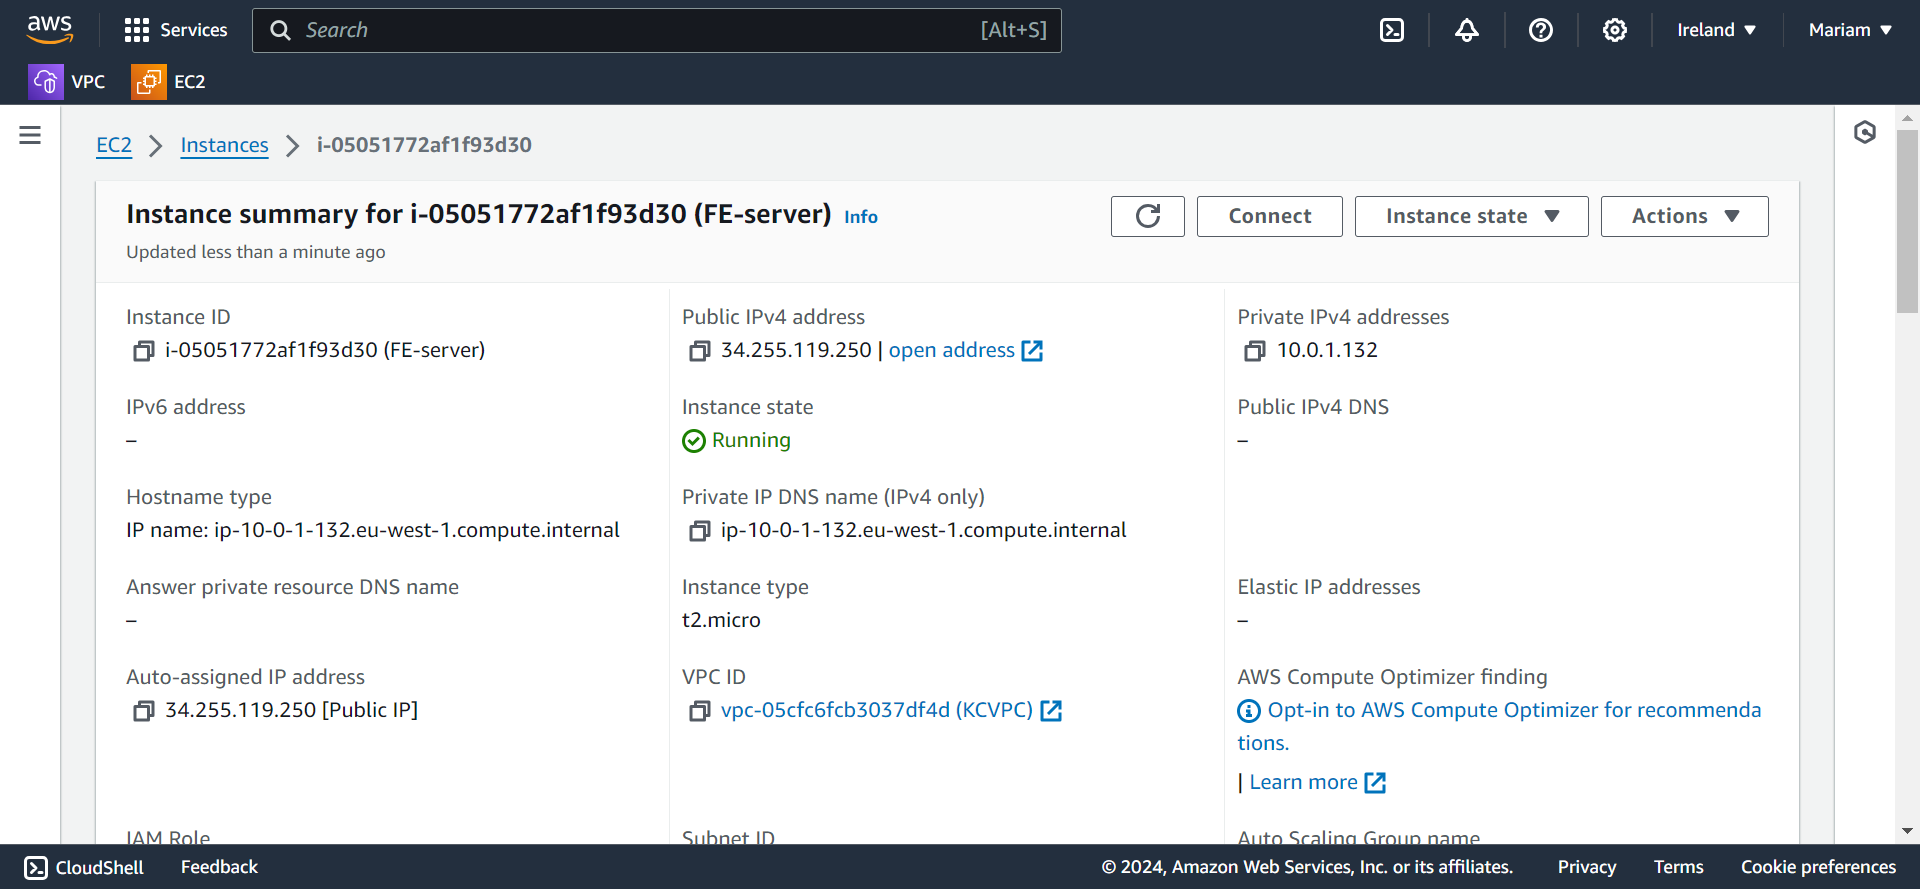 aws
Services
Search [Alt+S]
Ireland ▼
Mariam ▼
VPC
EC2
EC2 > Instances > i-05051772af1f93d30
Instance summary for i-05051772af1f93d30 (FE-server) Info
Updated less than a minute ago
Connect
Instance state ▼
Actions ▼
Instance ID
i-05051772af1f93d30 (FE-server)
Public IPv4 address
34.255.119.250 | open address
Private IPv4 addresses
10.0.1.132
IPv6 address
–
Instance state
Running
Public IPv4 DNS
–
Hostname type
IP name: ip-10-0-1-132.eu-west-1.compute.internal
Private IP DNS name (IPv4 only)
ip-10-0-1-132.eu-west-1.compute.internal
Answer private resource DNS name
–
Instance type
t2.micro
Elastic IP addresses
–
Auto-assigned IP address
34.255.119.250 [Public IP]
VPC ID
vpc-05cfc6fcb3037df4d (KCVPC)
AWS Compute Optimizer finding
Opt-in to AWS Compute Optimizer for recommenda
tions.
| Learn more
IAM Role
Subnet ID
Auto Scaling Group name
CloudShell
Feedback
© 2024, Amazon Web Services, Inc. or its affiliates.
Privacy
Terms
Cookie preferences